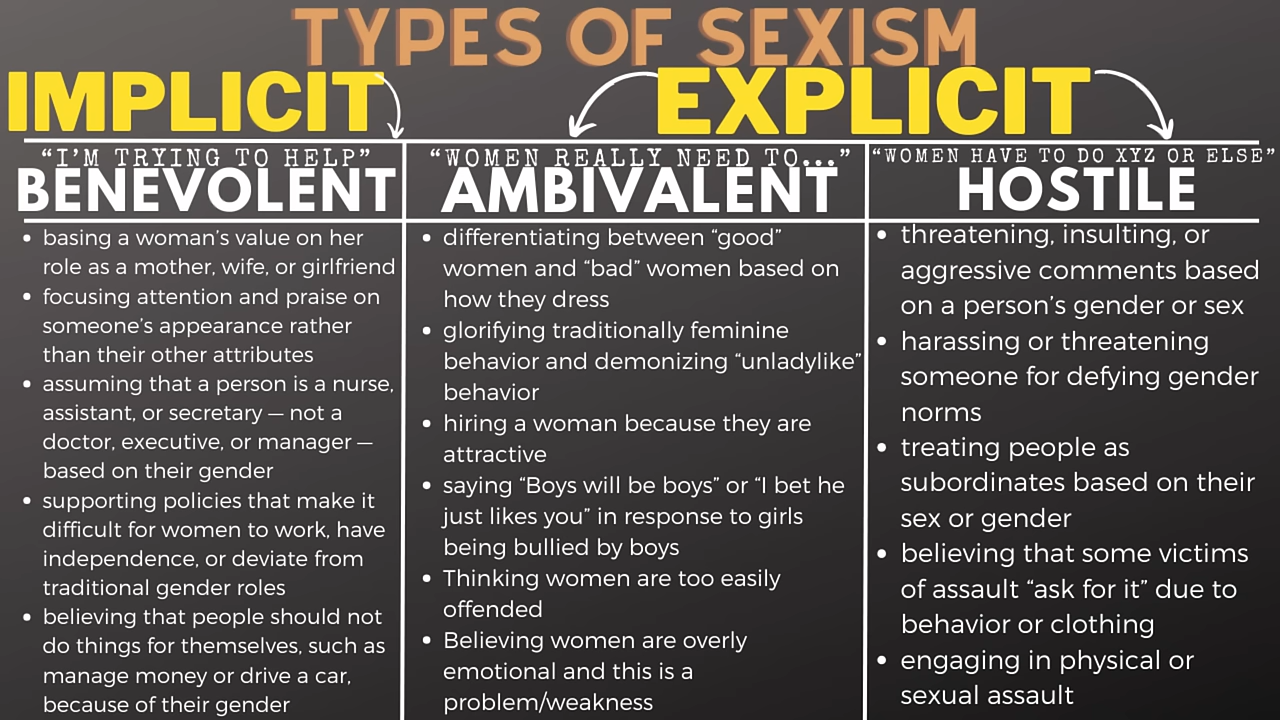 TYPES OF SEXISM
IMPLICIT
EXPLICIT
“I’M TRYING TO HELP”
BENEVOLENT
• basing a woman’s value on her
role as a mother, wife, or girlfriend
• focusing attention and praise on
someone’s appearance rather
than their other attributes
• assuming that a person is a nurse,
assistant, or secretary — not a
doctor, executive, or manager —
based on their gender
• supporting policies that make it
difficult for women to work, have
independence, or deviate from
traditional gender roles
• believing that people should not
do things for themselves, such as
manage money or drive a car,
because of their gender
“WOMEN REALLY NEED TO...”
AMBIVALENT
• differentiating between “good”
women and “bad” women based on
how they dress
• glorifying traditionally feminine
behavior and demonizing “unladylike”
behavior
• hiring a woman because they are
attractive
• saying “Boys will be boys” or “I bet he
just likes you” in response to girls
being bullied by boys
• Thinking women are too easily
offended
• Believing women are overly
emotional and this is a
problem/weakness
“WOMEN HAVE TO DO XYZ OR ELSE”
HOSTILE
• threatening, insulting, or
aggressive comments based
on a person’s gender or sex
• harassing or threatening
someone for defying gender
norms
• treating people as
subordinates based on their
sex or gender
• believing that some victims
of assault “ask for it” due to
behavior or clothing
• engaging in physical or
sexual assault